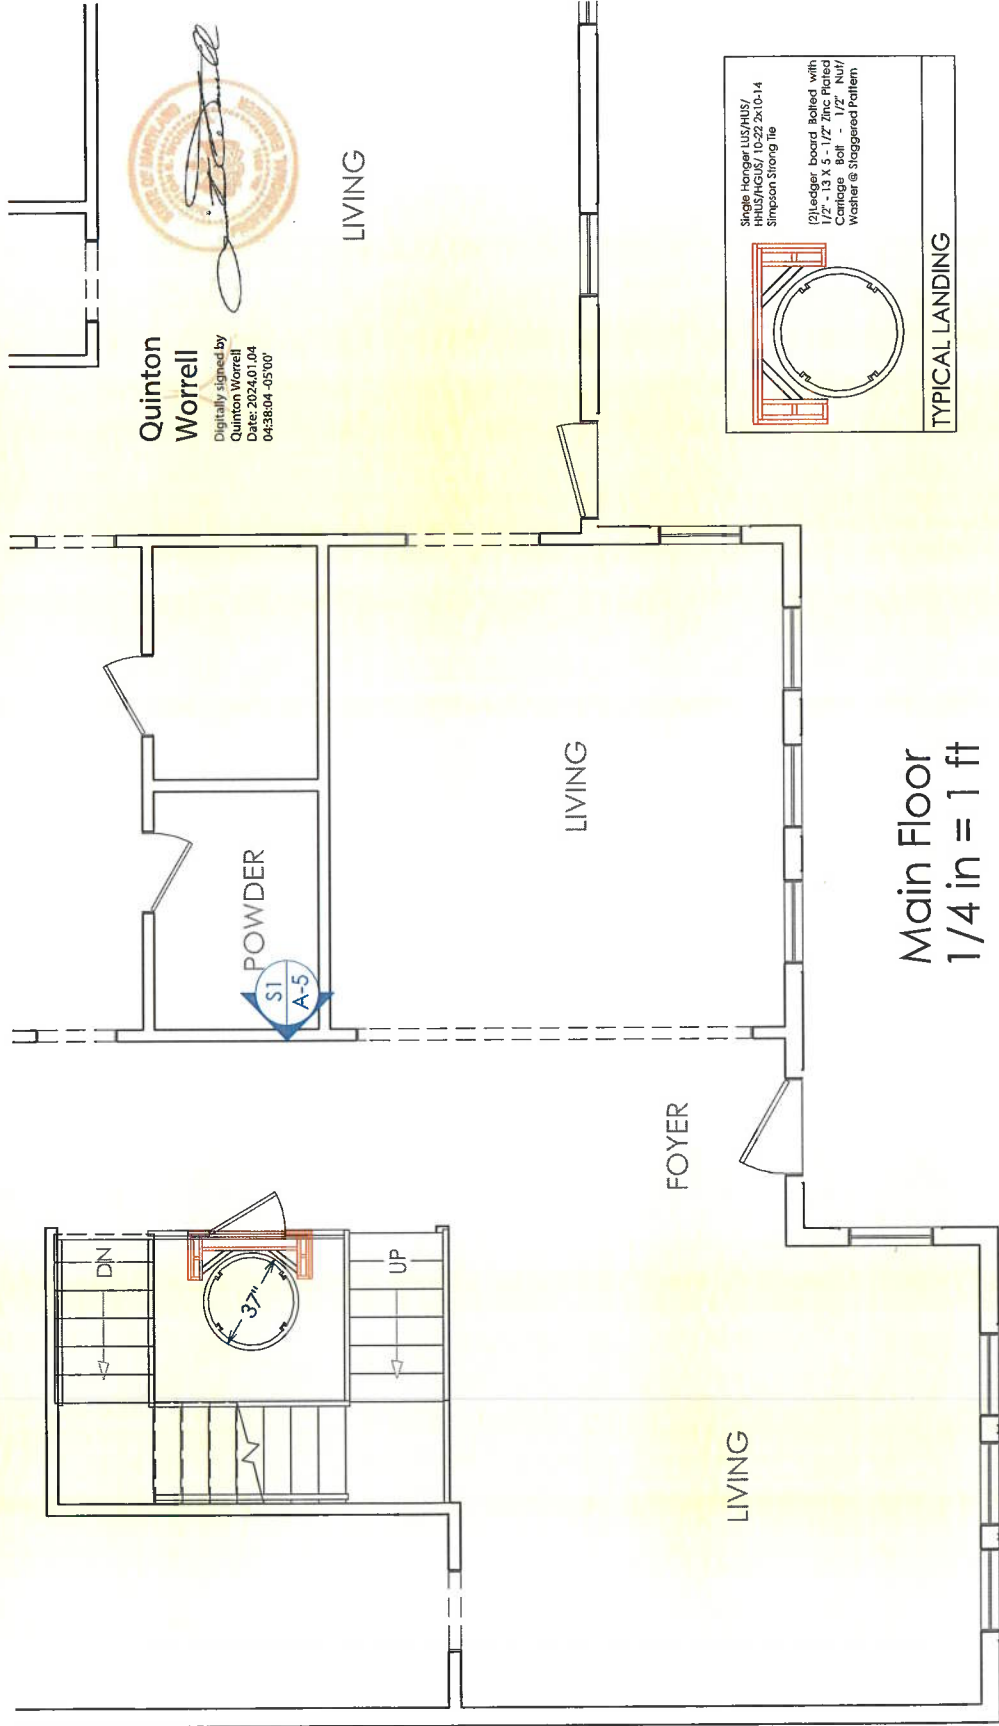 Quinton
Worrell
Digitally signed by
Quinton Worrell
Date: 2024.01.04
04:38:04 -05'00'
STATE OF MARYLAND
LIVING
POWDER
S1
A-5
LIVING
DN
37"
UP
FOYER
LIVING
Single Hanger LUS/HUS/
HHUS/HGUS/ 10-22 2x10-14
Simpson Strong Tie
(2)Ledger board Bolted with
1/2" - 13 X 5 - 1/2" Zinc Plated
Carriage Bolt - 1/2" Nut/
Washer @ Staggered Pattern
TYPICAL LANDING
Main Floor
1/4 in = 1 ft